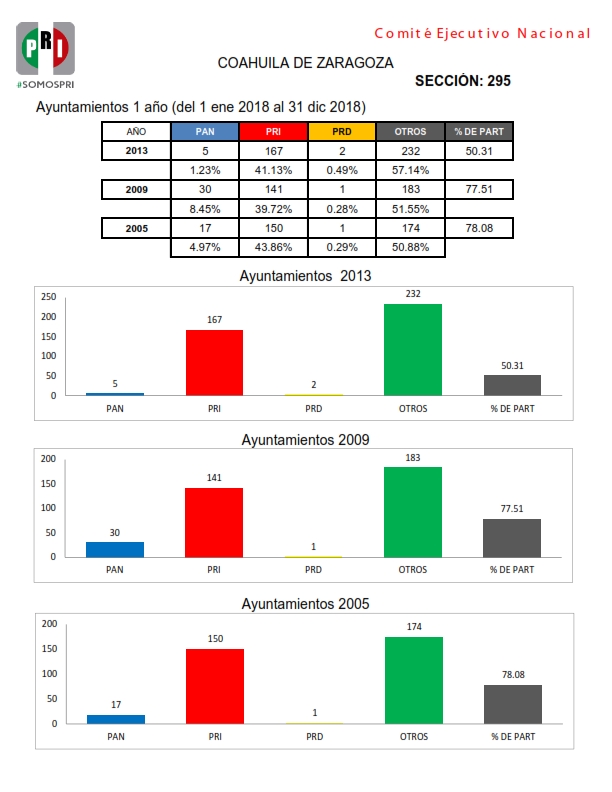 PRI
#SOMOSPRI
Comité Ejecutivo Nacional
COAHUILA DE ZARAGOZA
SECCIÓN: 295
Ayuntamientos 1 año (del 1 ene 2018 al 31 dic 2018)
AÑO PAN PRI PRD OTROS % DE PART
2013 5 167 2 232 50.31
1.23% 41.13% 0.49% 57.14%
2009 30 141 1 183 77.51
8.45% 39.72% 0.28% 51.55%
2005 17 150 1 174 78.08
4.97% 43.86% 0.29% 50.88%
Ayuntamientos 2013
250
200
150
100
50
0
5 167 2 232 50.31
PAN PRI PRD OTROS % DE PART
Ayuntamientos 2009
200
150
100
50
0
30 141 1 183 77.51
PAN PRI PRD OTROS % DE PART
Ayuntamientos 2005
200
150
100
50
0
17 150 1 174 78.08
PAN PRI PRD OTROS % DE PART